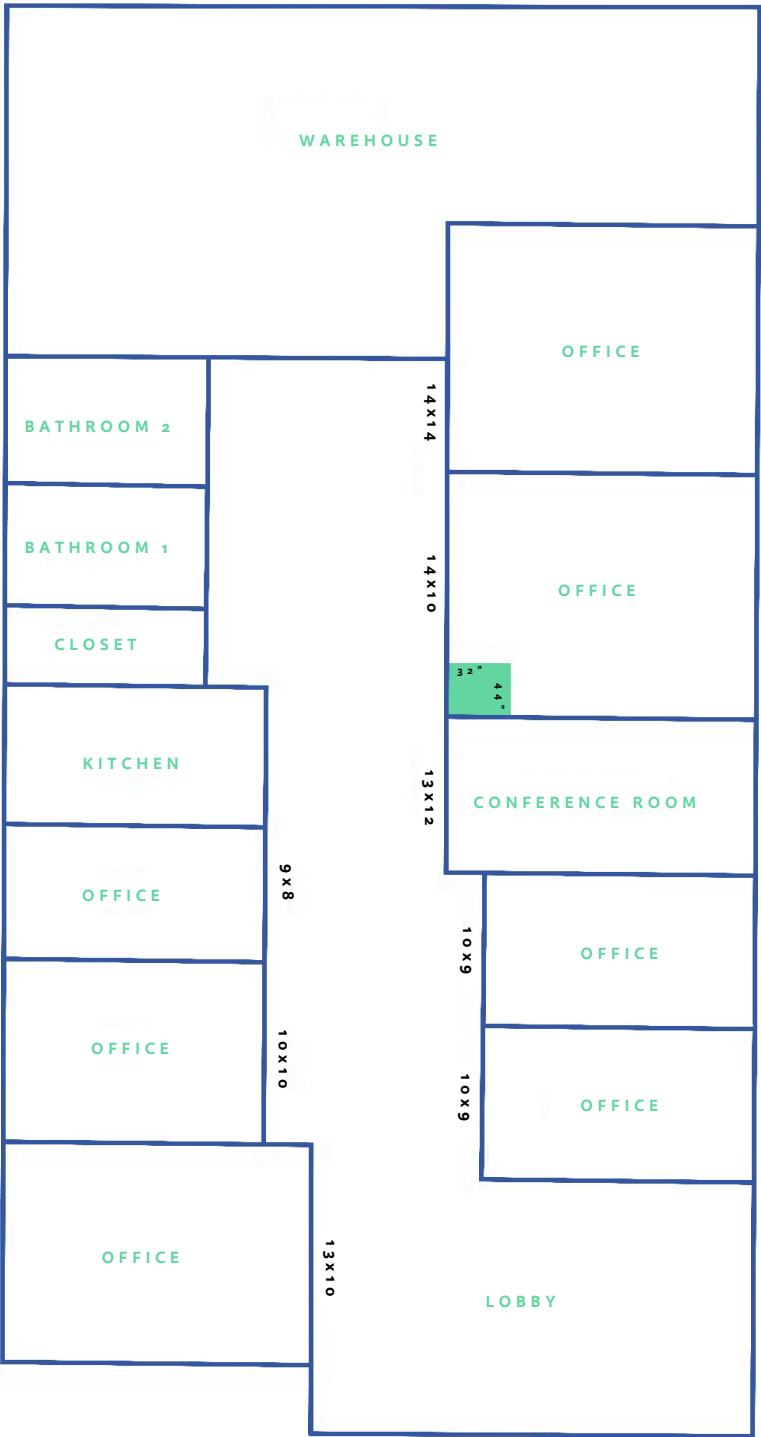 WAREHOUSE
OFFICE
14X14
BATHROOM 2
BATHROOM 1
14X10
OFFICE
CLOSET
32"
44"
KITCHEN
13X12
CONFERENCE ROOM
OFFICE
9X8
10X9
OFFICE
OFFICE
10X10
10X9
OFFICE
OFFICE
13X10
LOBBY